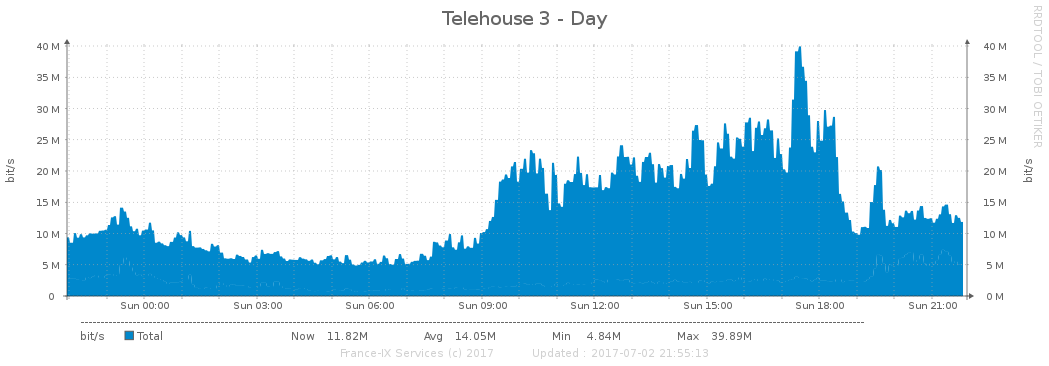 Telehouse 3 - Day
RRDTOOL / TOBI OETIKER
bit/s
40 M
35 M
30 M
25 M
20 M
15 M
10 M
5 M
0
40 M
35 M
30 M
25 M
20 M
15 M
10 M
5 M
0 M
bit/s
Sun 00:00 Sun 03:00 Sun 06:00 Sun 09:00 Sun 12:00 Sun 15:00 Sun 18:00 Sun 21:00
bit/s Total Now 11.82M Avg 14.05M Min 4.84M Max 39.89M
France-IX Services (c) 2017 Updated : 2017-07-02 21:55:13